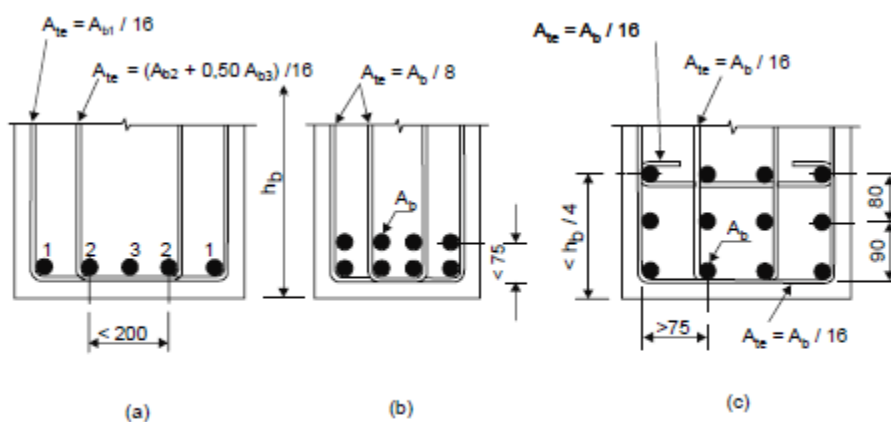 A_te = A_b1 / 16
A_te = (A_b2 + 0,50 A_b3) /16
h_b
1 2 3 2 1
< 200
(a)
A_te = A_b / 8
A_b
< 75
(b)
A_te = A_b / 16
A_te = A_b / 16
< h_b / 4
A_b
80
90
>75
A_te = A_b / 16
(c)